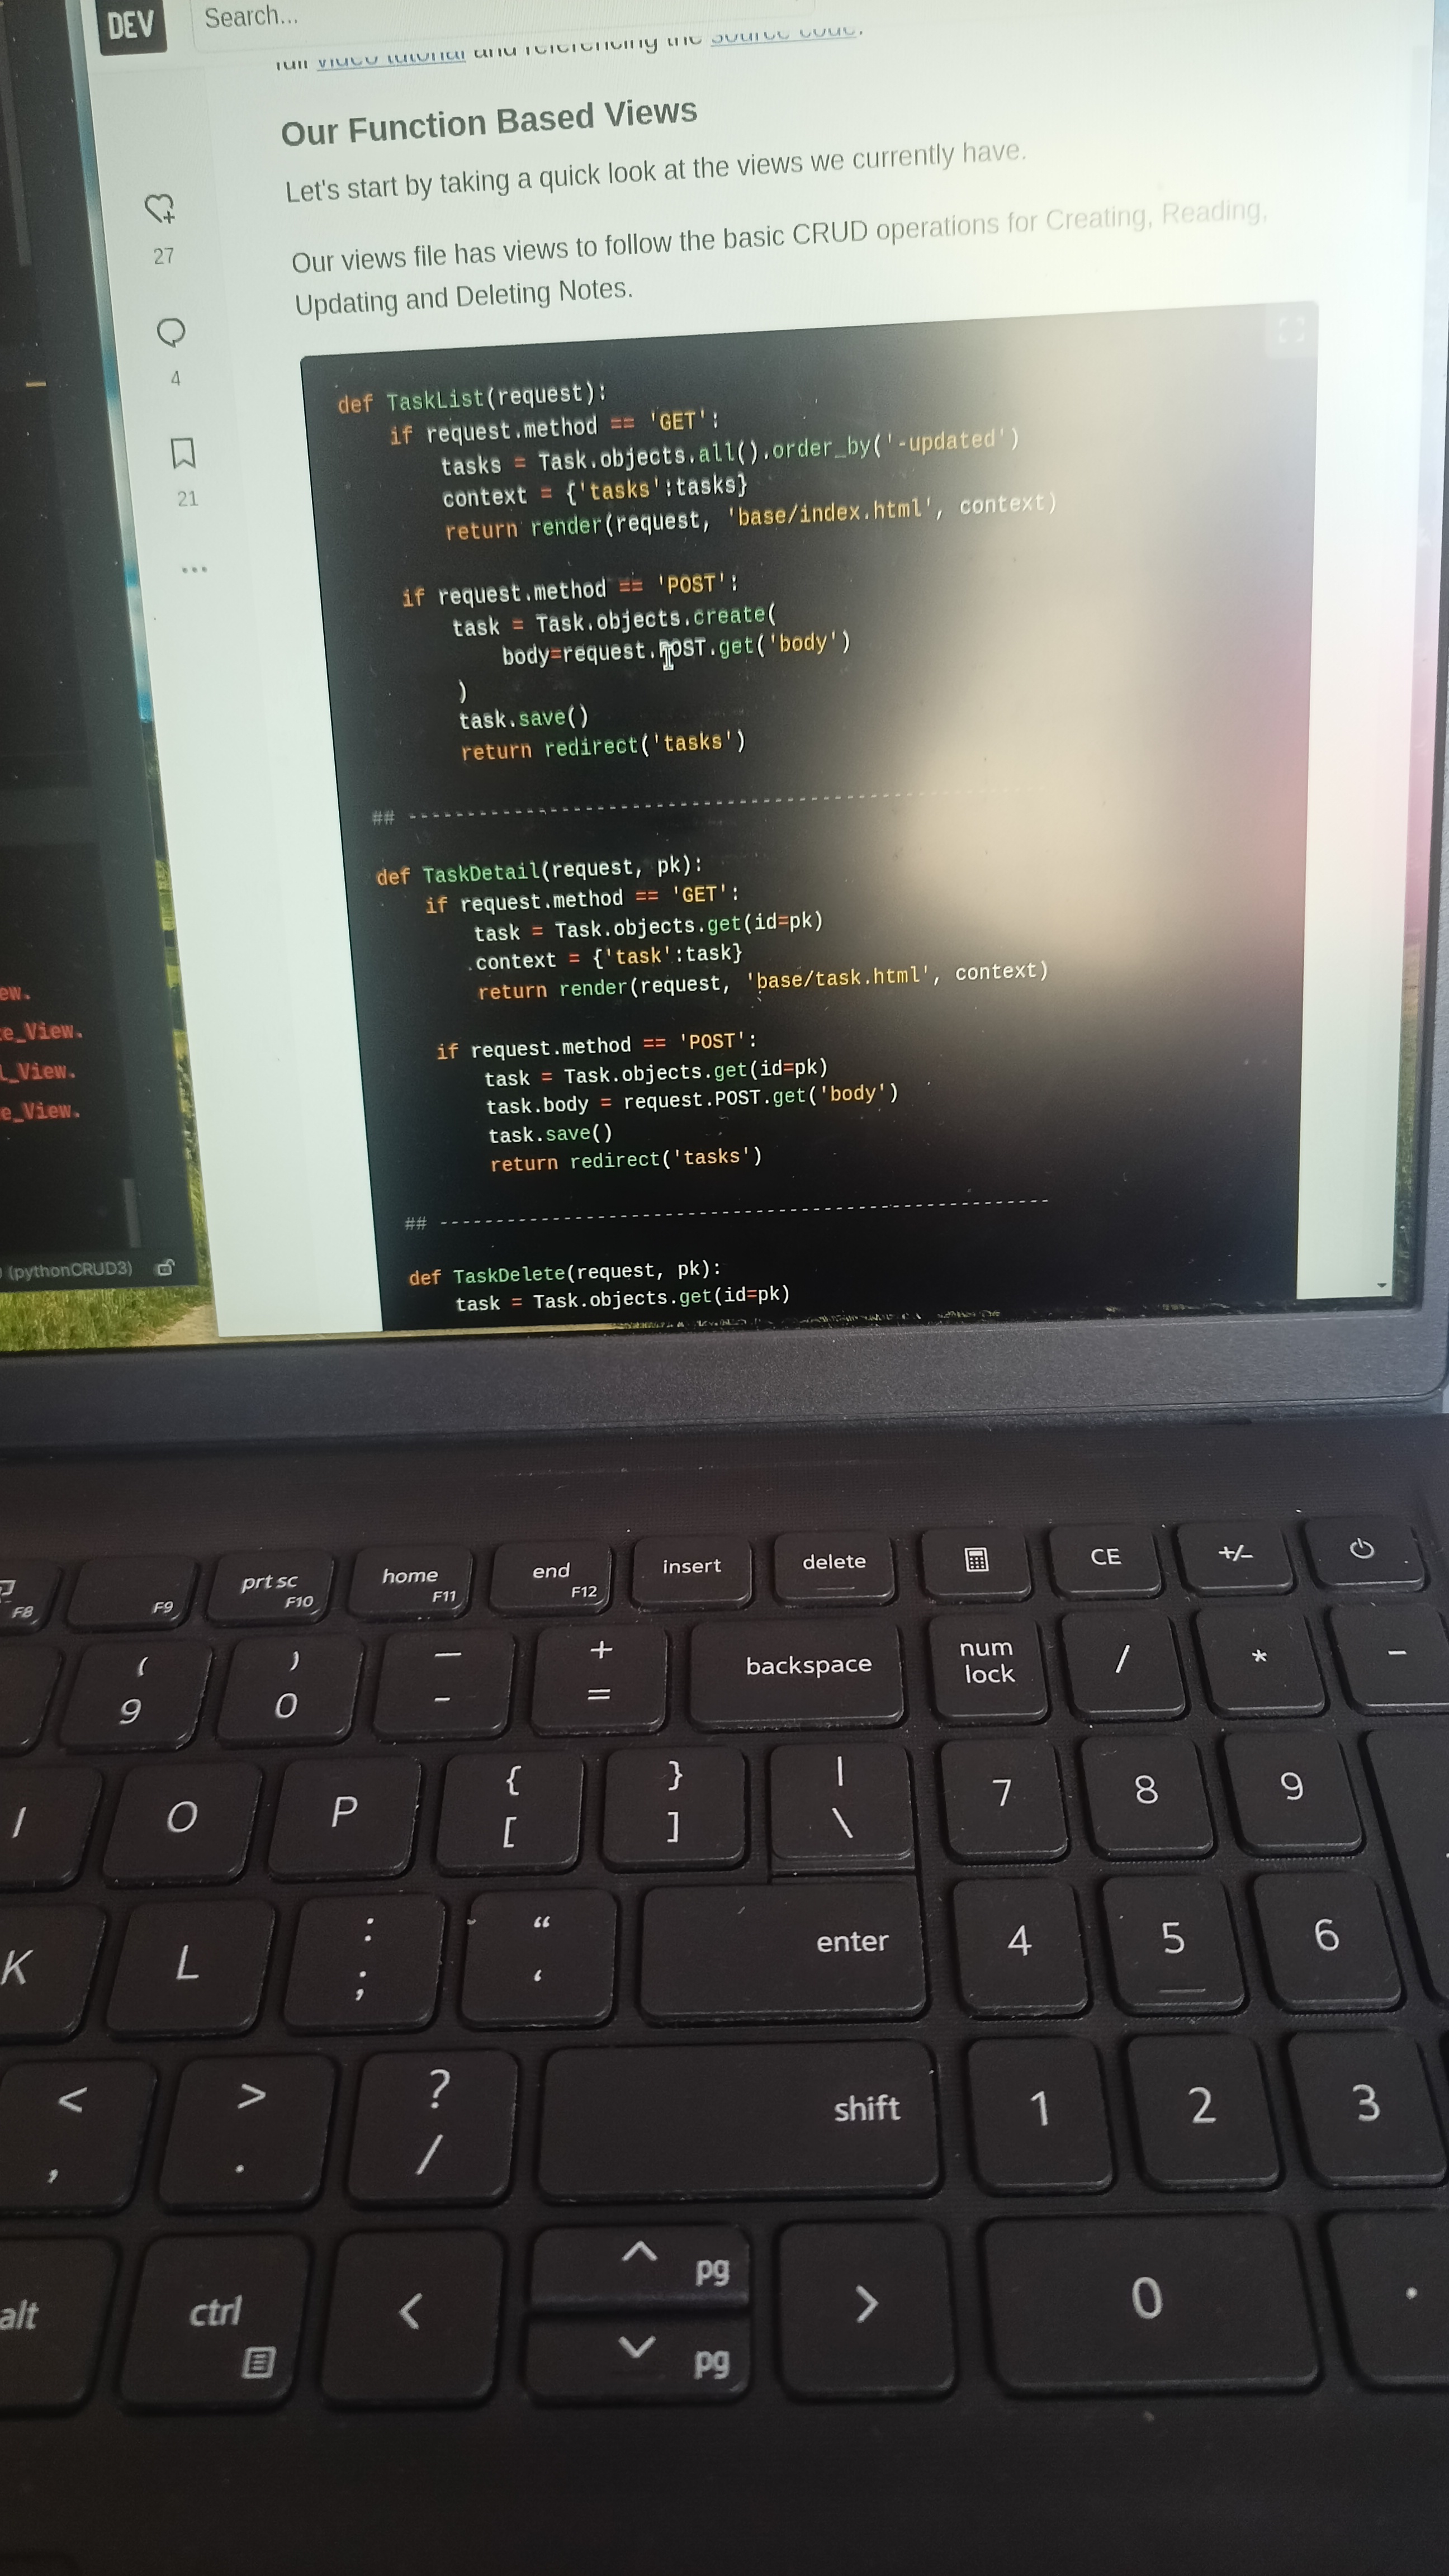 DEV
Search...
full video tutorial and referencing the source code.
Our Function Based Views
Let's start by taking a quick look at the views we currently have.
Our views file has views to follow the basic CRUD operations for Creating, Reading,
Updating and Deleting Notes.
27
4
21
def TaskList(request):
    if request.method == 'GET':
        tasks = Task.objects.all().order_by('-updated')
        context = {'tasks':tasks}
        return render(request, 'base/index.html', context)
    if request.method == 'POST':
        task = Task.objects.create(
            body=request.POST.get('body')
        )
        task.save()
        return redirect('tasks')
## -------------------------------------------------------
def TaskDetail(request, pk):
    if request.method == 'GET':
        task = Task.objects.get(id=pk)
        context = {'task':task}
        return render(request, 'base/task.html', context)
    if request.method == 'POST':
        task = Task.objects.get(id=pk)
        task.body = request.POST.get('body')
        task.save()
        return redirect('tasks')
## -------------------------------------------------------
def TaskDelete(request, pk):
    task = Task.objects.get(id=pk)
ew.
e_View.
l_View.
e_View.
(pythonCRUD3)
F8 F9 prt sc F10 home F11 end F12 insert delete CE +/-
( 9 ) 0 — - + = backspace num lock / * -
I O P { [ } ] | \ 7 8 9
K L : ; “ ‘ enter 4 5 6
< , > . ? / shift 1 2 3
alt ctrl < ^ pg > 0 .
pg